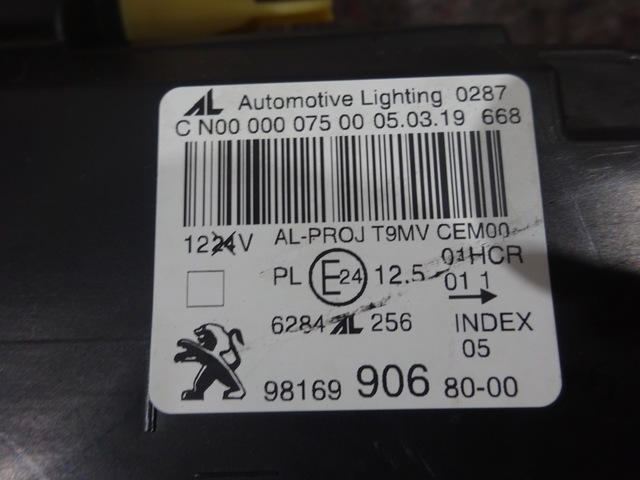 AL Automotive Lighting 0287
C N00 000 075 00 05.03.19 668
1224V AL-PROJ T9MV CEM00
01HCR
PL E24 12.5 01 1
6284 AL 256 INDEX
05
98169 906 80-00